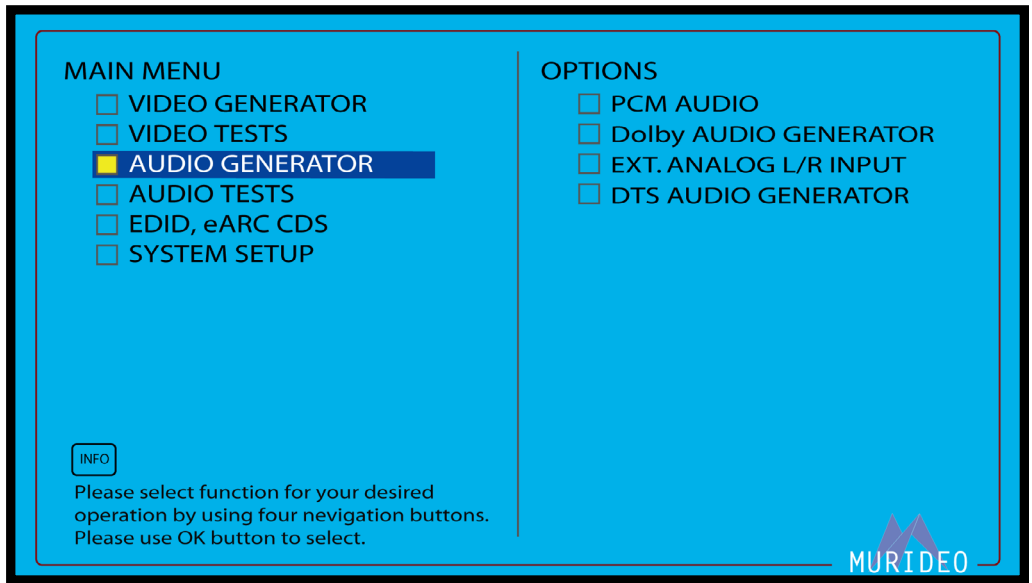 MAIN MENU
VIDEO GENERATOR
VIDEO TESTS
AUDIO GENERATOR
AUDIO TESTS
EDID, eARC CDS
SYSTEM SETUP
INFO
Please select function for your desired
operation by using four nevigation buttons.
Please use OK button to select.
OPTIONS
PCM AUDIO
Dolby AUDIO GENERATOR
EXT. ANALOG L/R INPUT
DTS AUDIO GENERATOR
MURIDEO